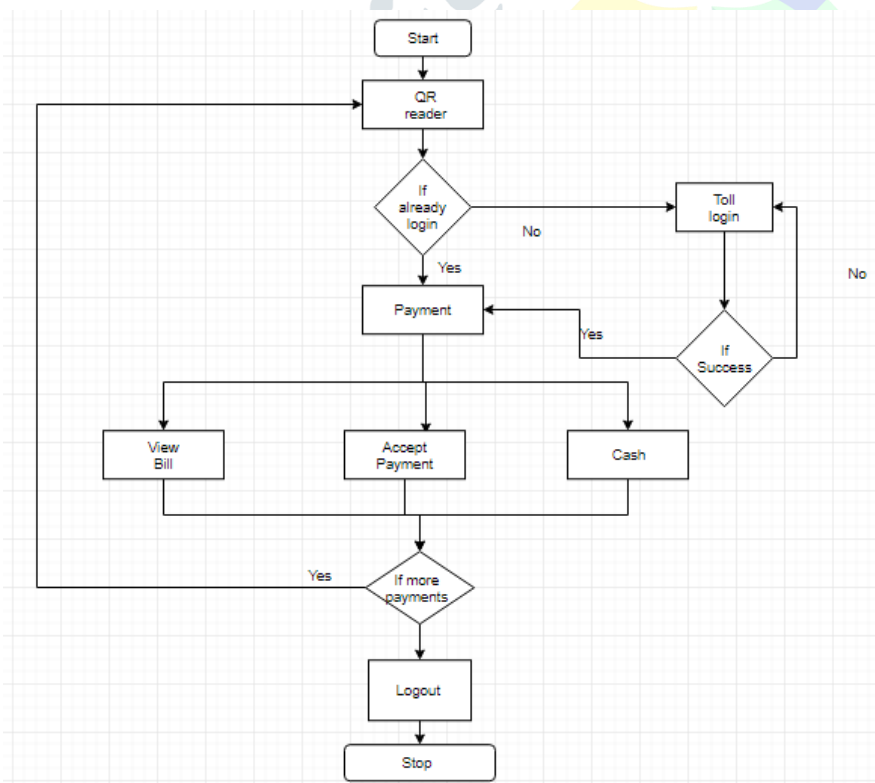 Start
QR
reader
If
already
login
No
Toll
login
Yes
No
Payment
Yes
If
Success
View
Bill
Accept
Payment
Cash
Yes
If more
payments
Logout
Stop